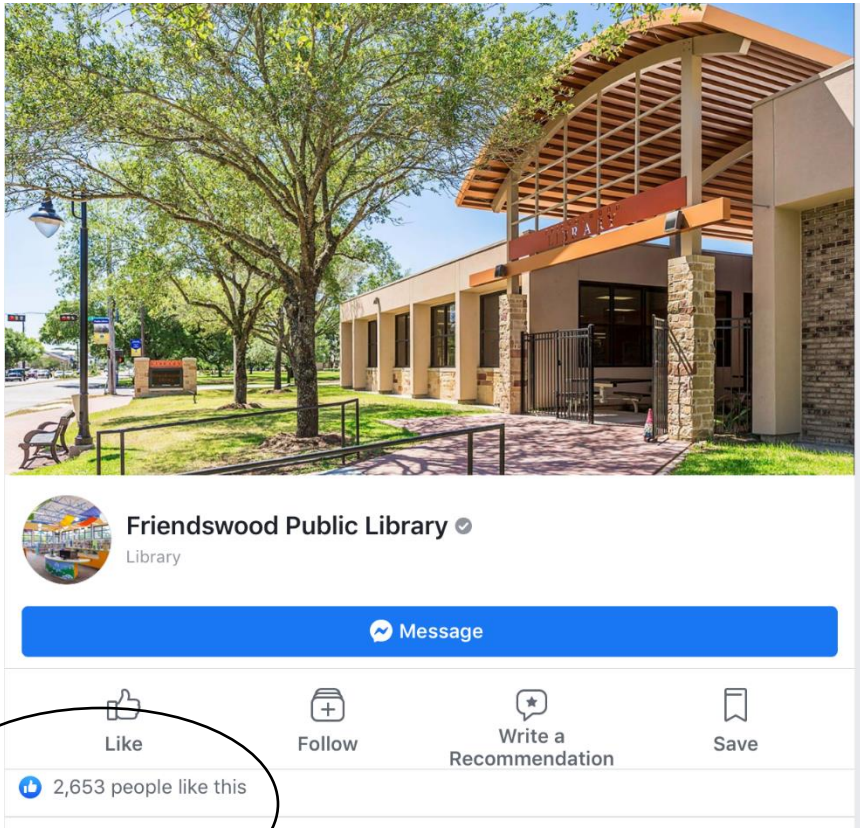 LIBRARY
Friendswood Public Library
Library
Message
Like
Follow
Write a
Recommendation
Save
2,653 people like this